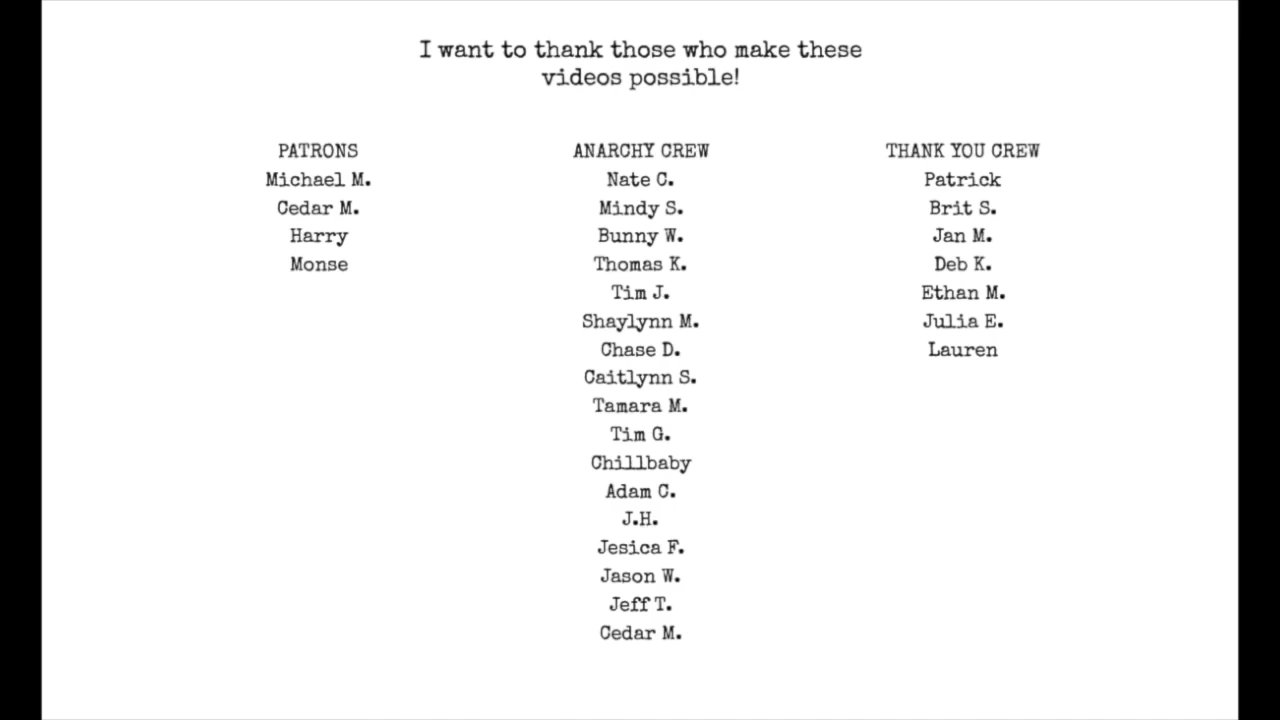 I want to thank those who make these
videos possible!
PATRONS
Michael M.
Cedar M.
Harry
Monse
ANARCHY CREW
Nate C.
Mindy S.
Bunny W.
Thomas K.
Tim J.
Shaylynn M.
Chase D.
Caitlynn S.
Tamara M.
Tim G.
Chillbaby
Adam C.
J.H.
Jesica F.
Jason W.
Jeff T.
Cedar M.
THANK YOU CREW
Patrick
Brit S.
Jan M.
Deb K.
Ethan M.
Julia E.
Lauren